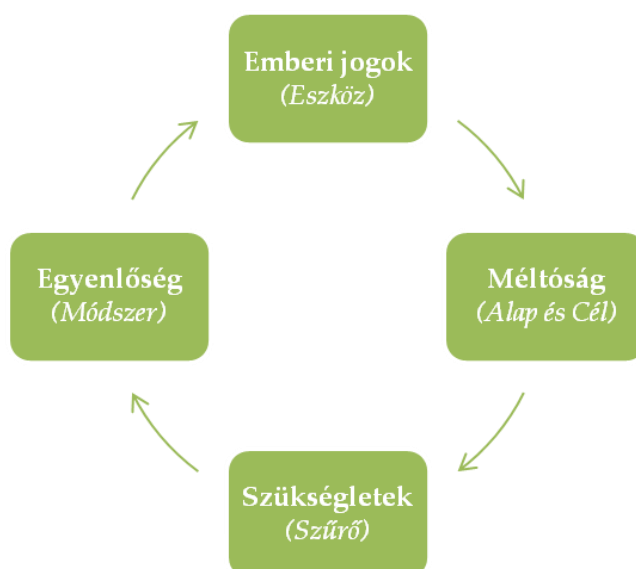 Emberi jogok
(Eszköz)
Egyenlőség
(Módszer)
Méltóság
(Alap és Cél)
Szükségletek
(Szűrő)